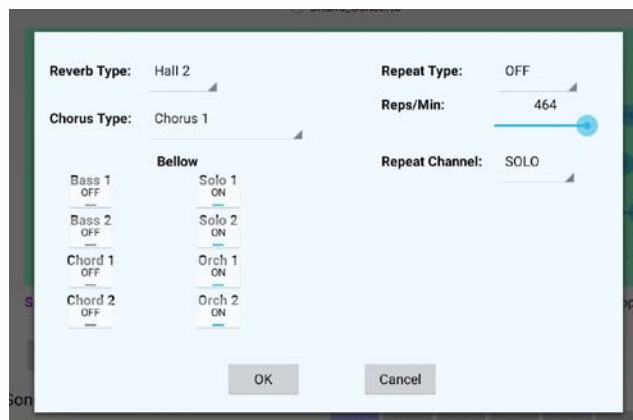 Reverb Type: Hall 2
Repeat Type: OFF
Reps/Min: 464
Chorus Type: Chorus 1
Bellow
Repeat Channel: SOLO
Bass 1
OFF
Solo 1
ON
Bass 2
OFF
Solo 2
ON
Chord 1
OFF
Orch 1
ON
Chord 2
OFF
Orch 2
ON
OK
Cancel